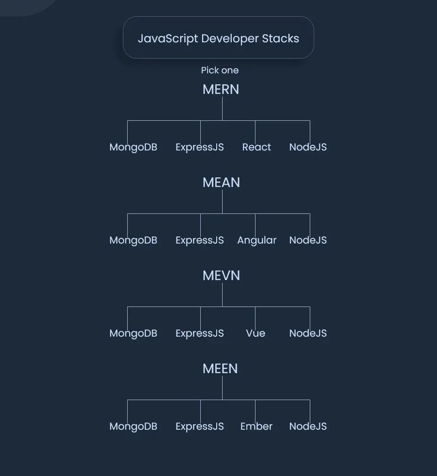 JavaScript Developer Stacks
Pick one
MERN
MongoDB ExpressJS React NodeJS
MEAN
MongoDB ExpressJS Angular NodeJS
MEVN
MongoDB ExpressJS Vue NodeJS
MEEN
MongoDB ExpressJS Ember NodeJS